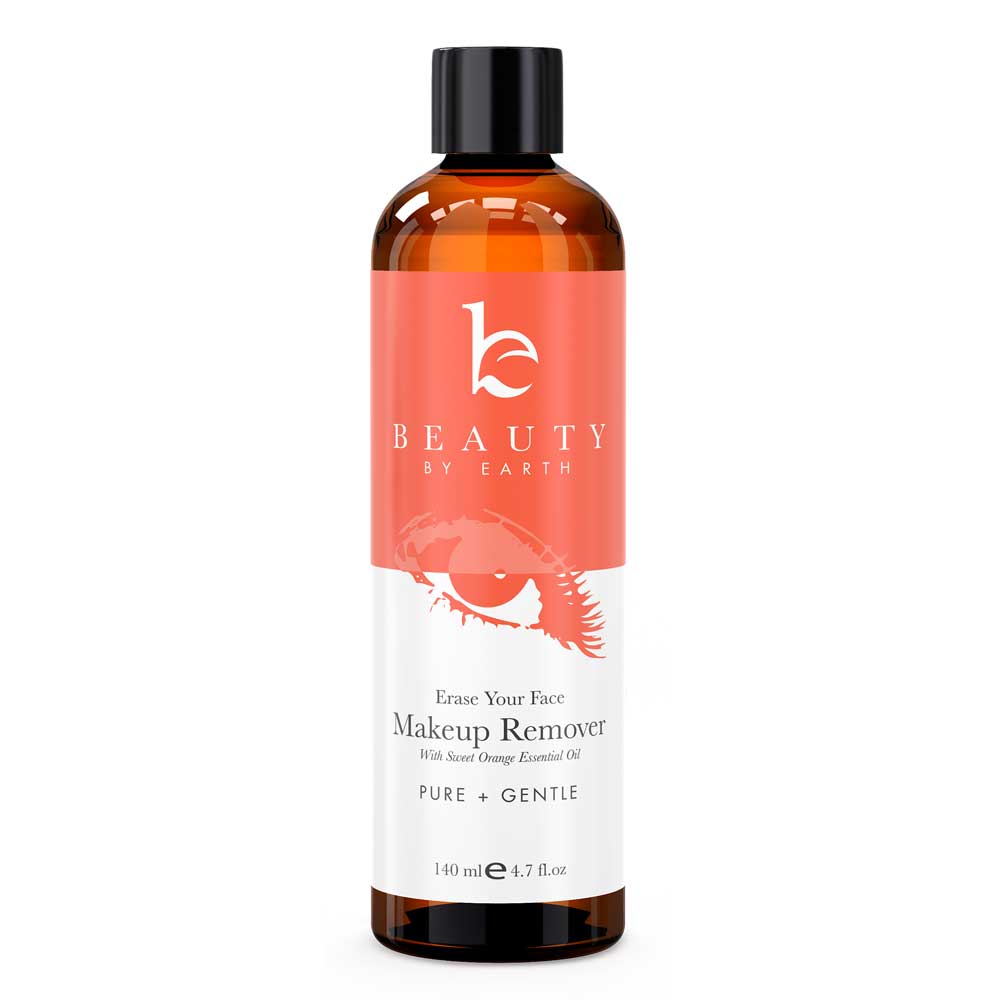 BEAUTY
BY EARTH
Erase Your Face
Makeup Remover
With Sweet Orange Essential Oil
PURE + GENTLE
140 ml ℮ 4.7 fl.oz